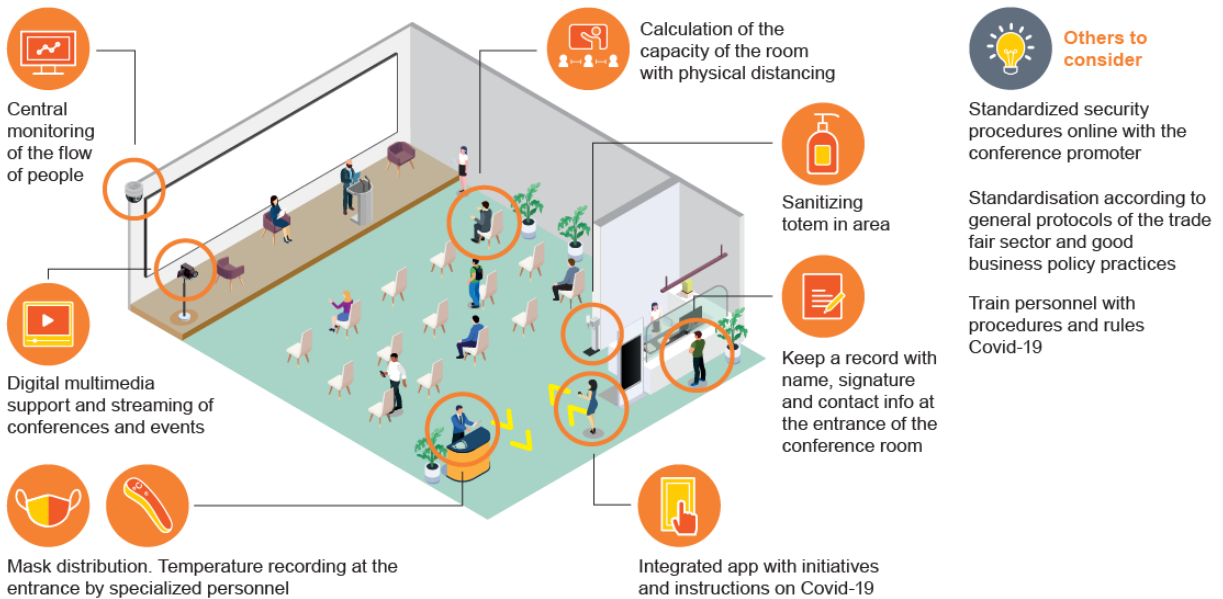 Central
monitoring
of the flow
of people
Calculation of the
capacity of the room
with physical distancing
Others to
consider
Standardized security
procedures online with the
conference promoter
Standardisation according to
general protocols of the trade
fair sector and good
business policy practices
Train personnel with
procedures and rules
Covid-19
Sanitizing
totem in area
Keep a record with
name, signature
and contact info at
the entrance of the
conference room
Digital multimedia
support and streaming of
conferences and events
Mask distribution. Temperature recording at the
entrance by specialized personnel
Integrated app with initiatives
and instructions on Covid-19